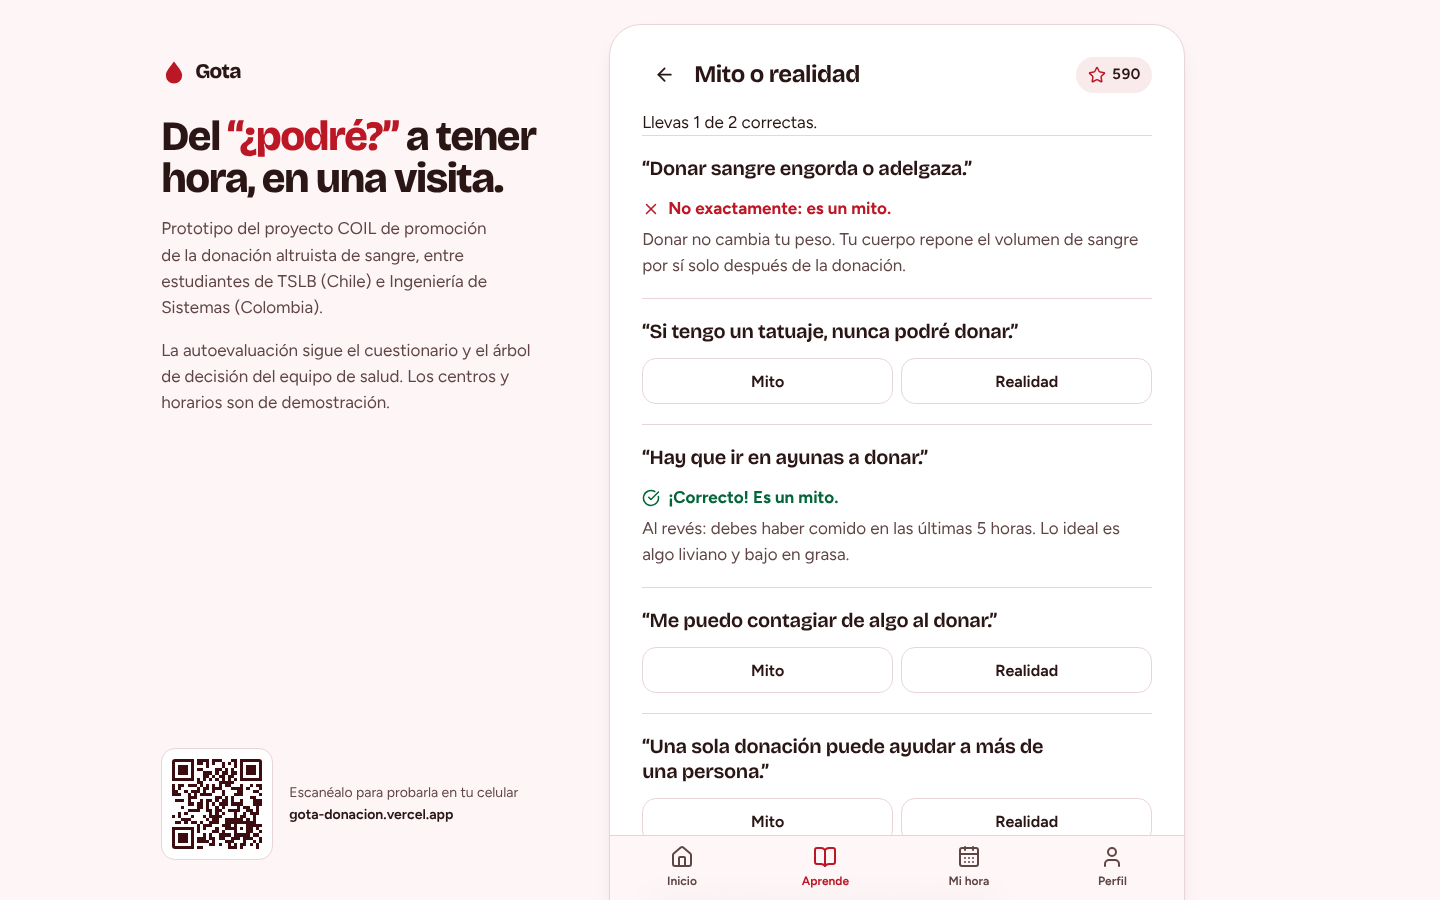 Gota
Del “¿podré?” a tener
hora, en una visita.
Prototipo del proyecto COIL de promoción
de la donación altruista de sangre, entre
estudiantes de TSLB (Chile) e Ingeniería de
Sistemas (Colombia).
La autoevaluación sigue el cuestionario y el árbol
de decisión del equipo de salud. Los centros y
horarios son de demostración.
Escanéalo para probarla en tu celular
gota-donacion.vercel.app
Mito o realidad
590
Llevas 1 de 2 correctas.
“Donar sangre engorda o adelgaza.”
No exactamente: es un mito.
Donar no cambia tu peso. Tu cuerpo repone el volumen de sangre
por sí solo después de la donación.
“Si tengo un tatuaje, nunca podré donar.”
Mito
Realidad
“Hay que ir en ayunas a donar.”
¡Correcto! Es un mito.
Al revés: debes haber comido en las últimas 5 horas. Lo ideal es
algo liviano y bajo en grasa.
“Me puedo contagiar de algo al donar.”
Mito
Realidad
“Una sola donación puede ayudar a más de
una persona.”
Mito
Realidad
Inicio
Aprende
Mi hora
Perfil